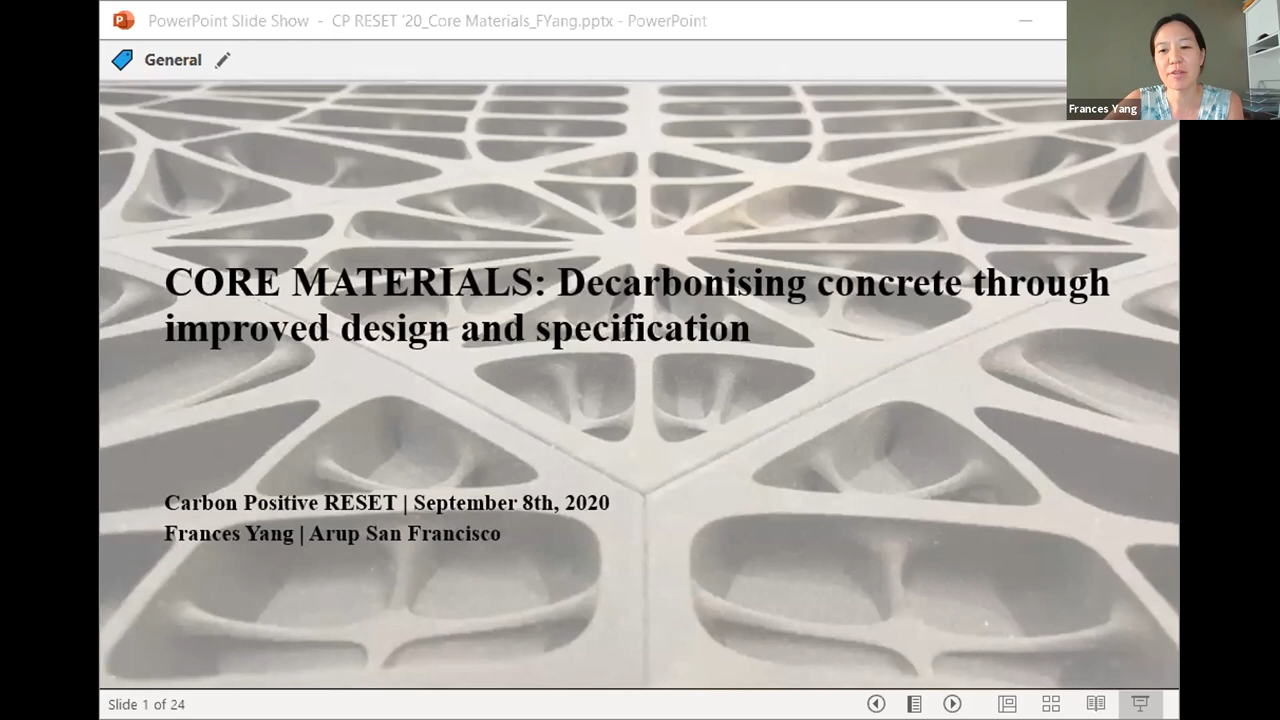 PowerPoint Slide Show - CP RESET '20_Core Materials_FYang.pptx - PowerPoint
General
Frances Yang
CORE MATERIALS: Decarbonising concrete through
improved design and specification
Carbon Positive RESET | September 8th, 2020
Frances Yang | Arup San Francisco
Slide 1 of 24